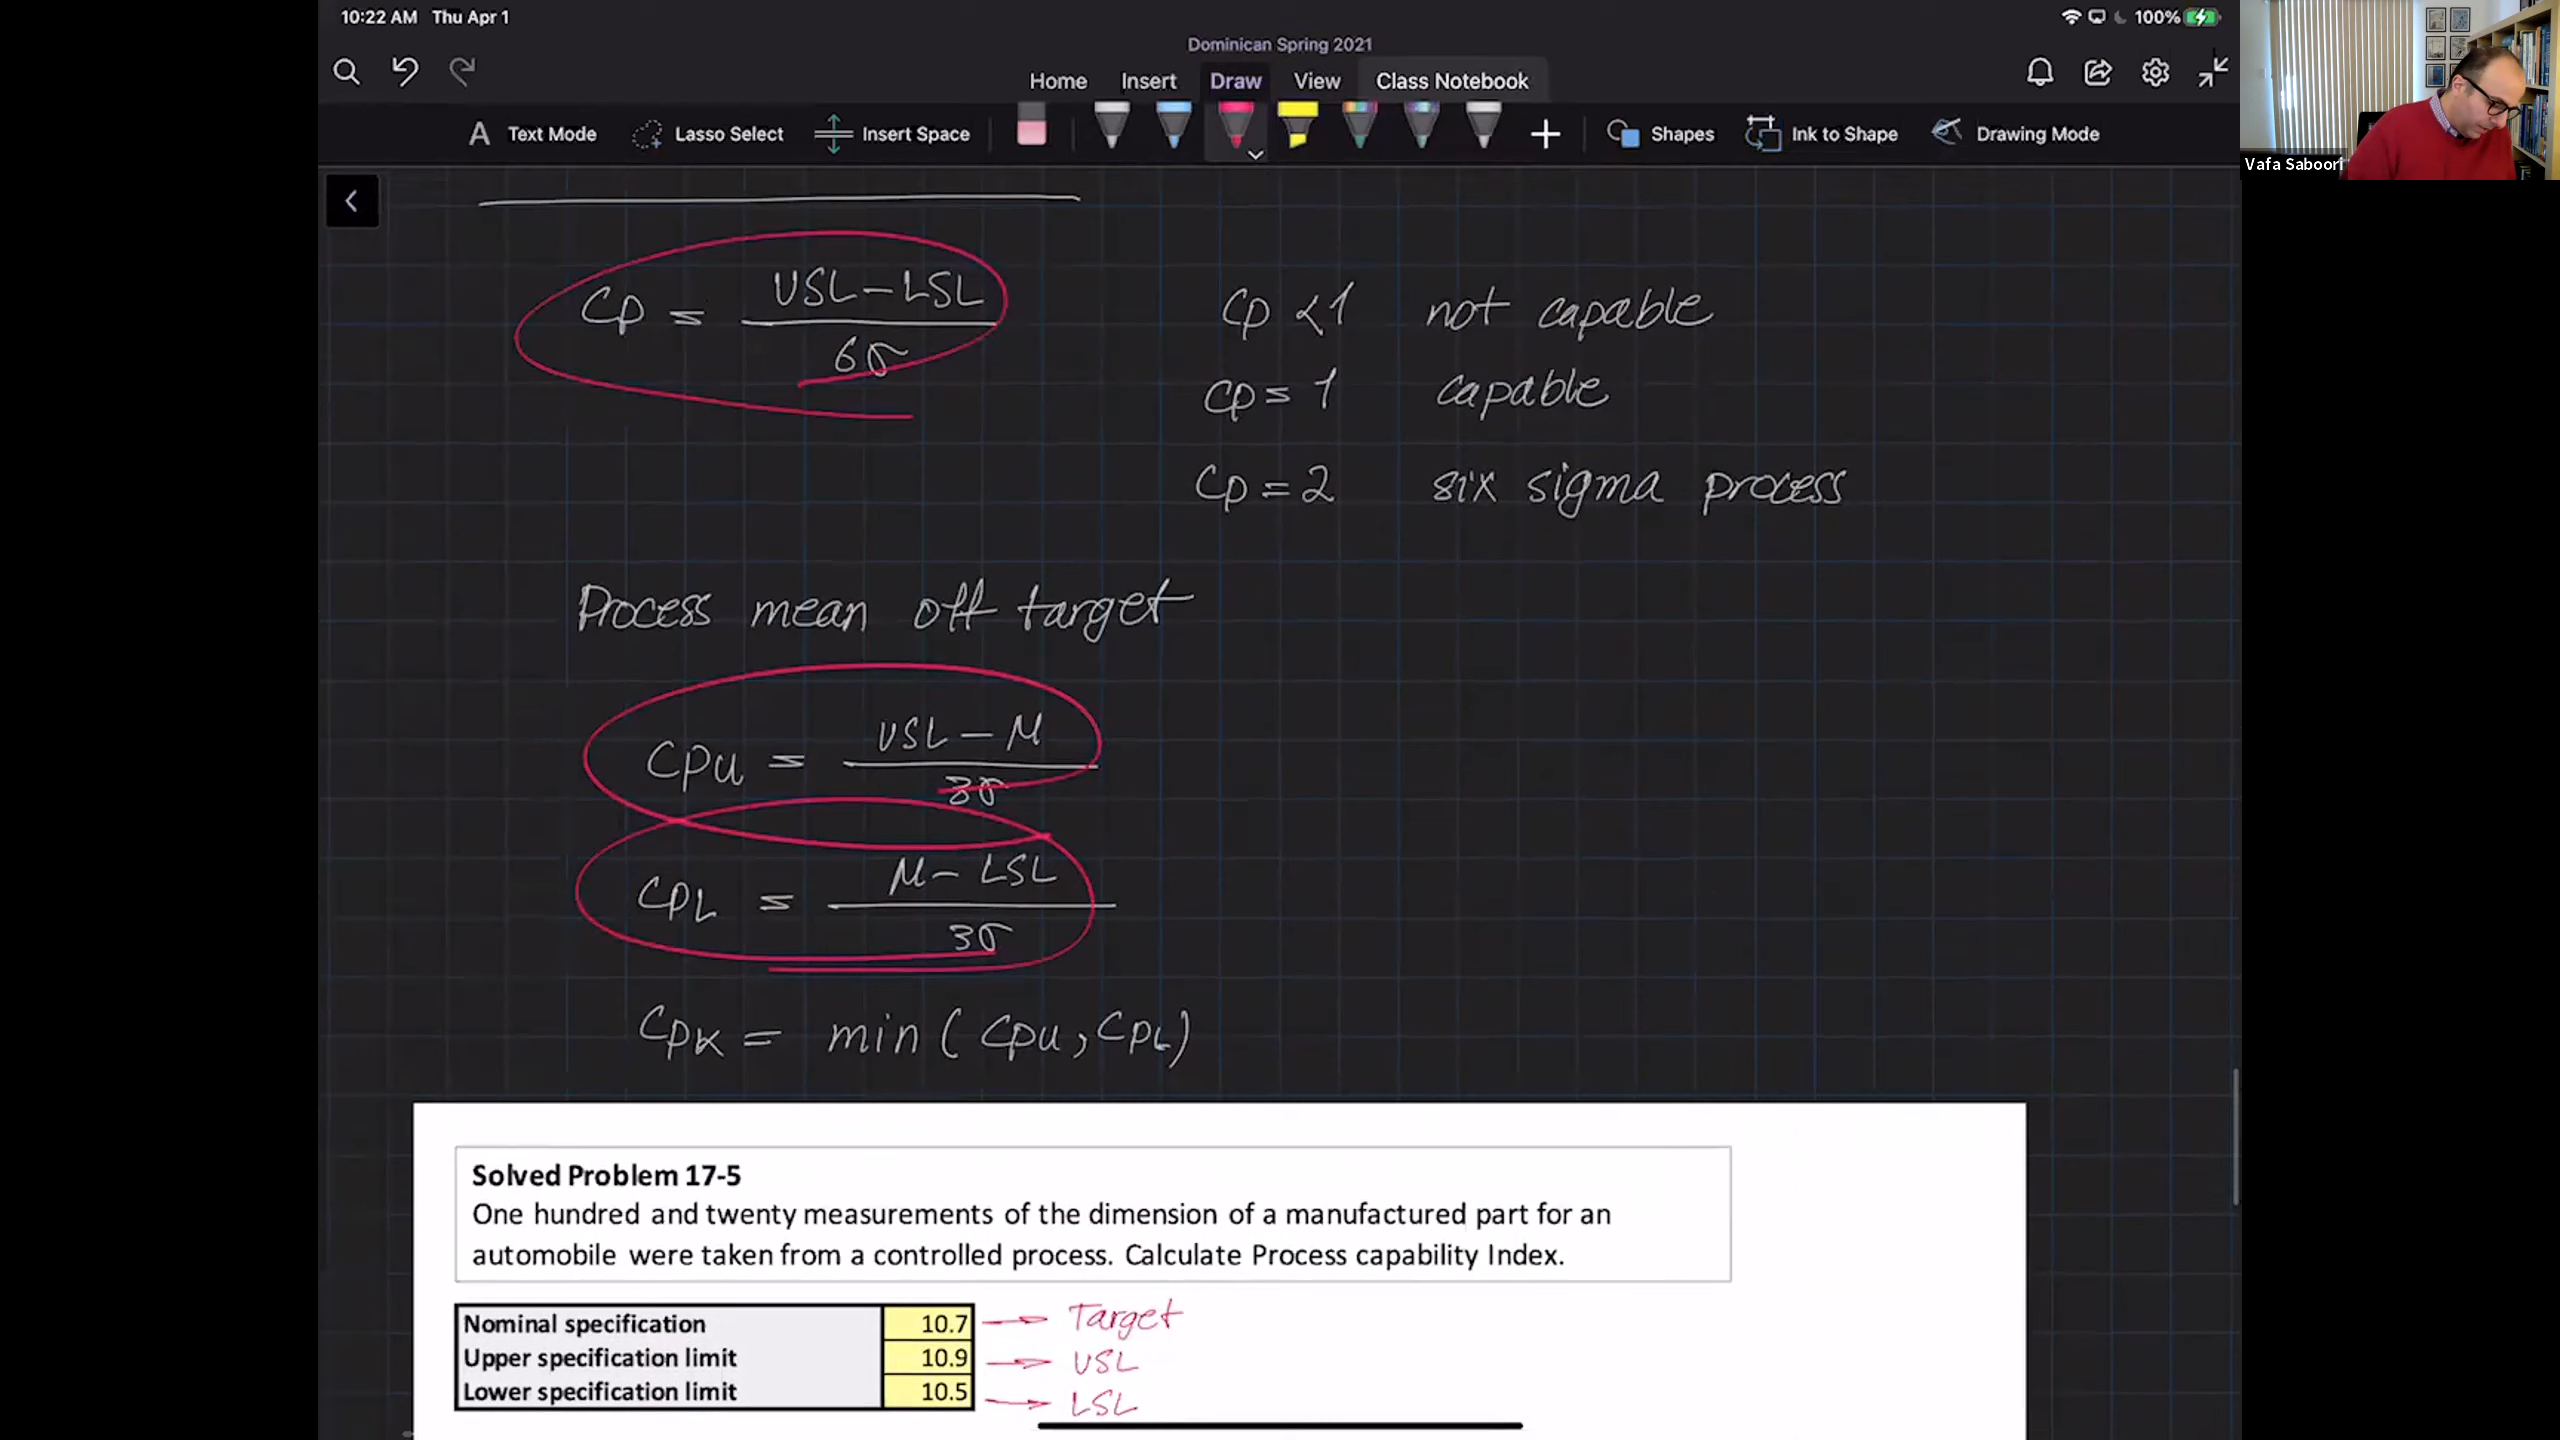 10:22 AM Thu Apr 1
100%
Dominican Spring 2021
Home Insert Draw View Class Notebook
Text Mode Lasso Select Insert Space Shapes Ink to Shape Drawing Mode
Vafa Saboori
Cp = USL - LSL / 6σ
Cp < 1 not capable
Cp = 1 capable
Cp = 2 six sigma process
Process mean off target
CpU = USL - M / 3σ
CpL = M - LSL / 3σ
CpK = min ( CpU , CpL )
Solved Problem 17-5
One hundred and twenty measurements of the dimension of a manufactured part for an
automobile were taken from a controlled process. Calculate Process capability Index.
Nominal specification 10.7 → Target
Upper specification limit 10.9 → USL
Lower specification limit 10.5 → LSL